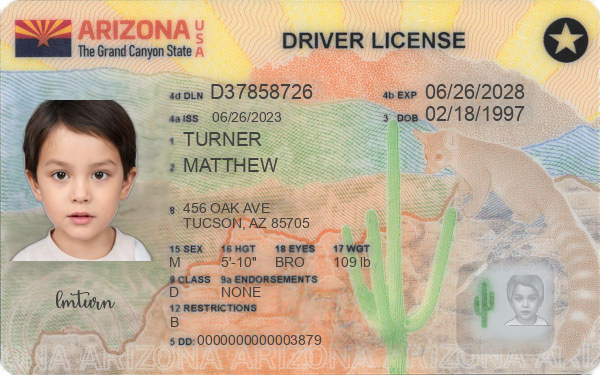 ARIZONA USA
The Grand Canyon State
DRIVER LICENSE
4d DLN D37858726
4b EXP 06/26/2028
4a ISS 06/26/2023
3 DOB 02/18/1997
1 TURNER
2 MATTHEW
8 456 OAK AVE
TUCSON, AZ 85705
15 SEX 16 HGT 18 EYES 17 WGT
M 5'-10" BRO 109 lb
9 CLASS 9a ENDORSEMENTS
D NONE
12 RESTRICTIONS
B
lmturn
5 DD: 0000000000003879
ARIZONA ARIZONA ARIZONA ARIZONA